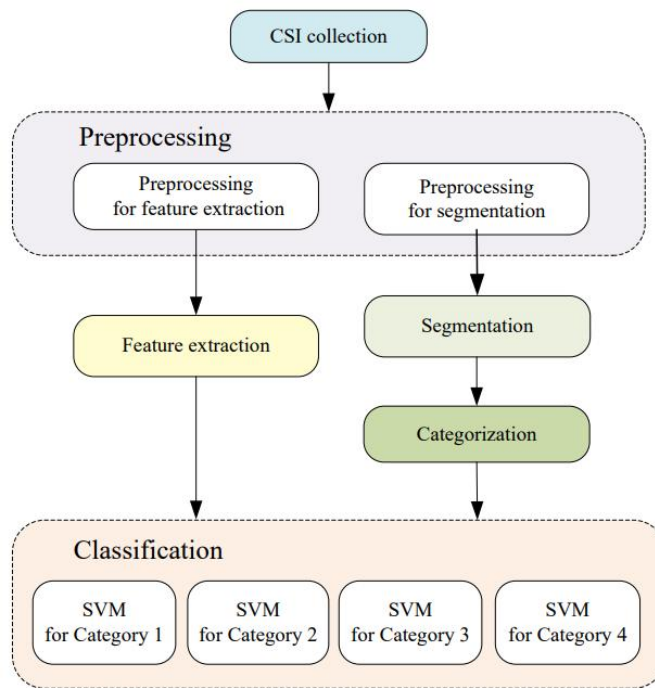 CSI collection
Preprocessing
Preprocessing
for feature extraction
Preprocessing
for segmentation
Feature extraction
Segmentation
Categorization
Classification
SVM
for Category 1
SVM
for Category 2
SVM
for Category 3
SVM
for Category 4